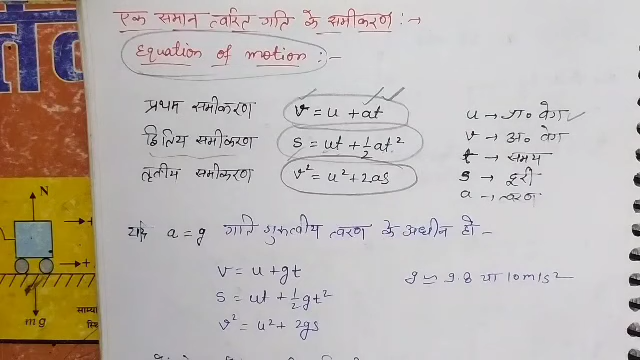 एक समान त्वरित गति के समीकरण :-
Equation of motion :-
प्रथम समीकरण v = u + at u → प्रा० वेग
द्वितिय समीकरण s = ut + 1/2 at² v → अ० वेग
t → समय
तृतीय समीकरण v² = u² + 2as s → दूरी
a → त्वरण
यदि a = g गति गुरुत्वीय त्वरण के अधीन हो -
v = u + gt g = 9.8 या 10 m/s²
s = ut + 1/2 gt²
v² = u² + 2gs
N
mg